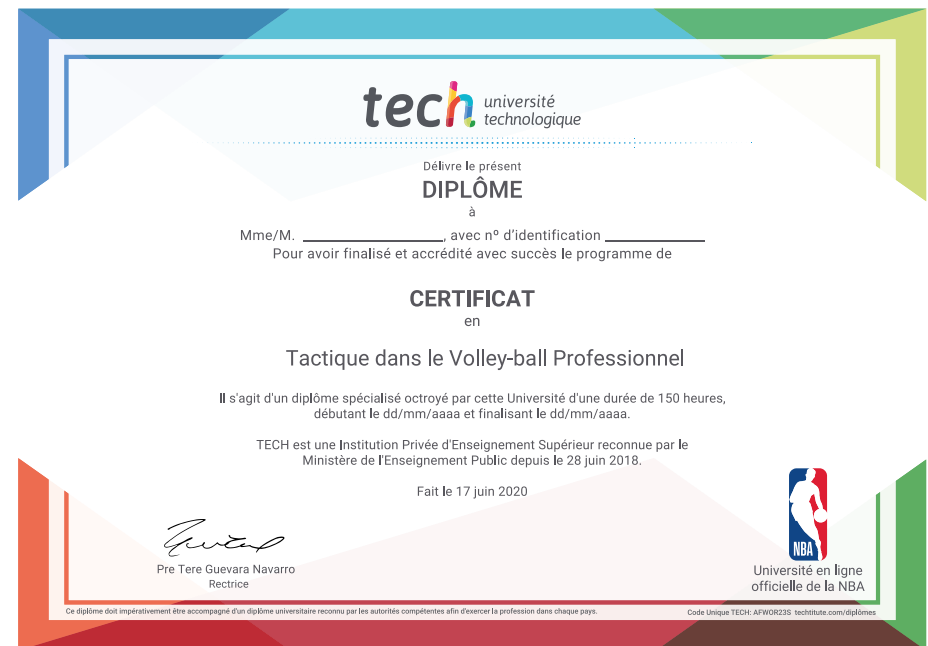 tech université
technologique
Délivre le présent
DIPLÔME
à
Mme/M. ____________________, avec nº d'identification ______________
Pour avoir finalisé et accrédité avec succès le programme de
CERTIFICAT
en
Tactique dans le Volley-ball Professionnel
Il s'agit d'un diplôme spécialisé octroyé par cette Université d'une durée de 150 heures,
débutant le dd/mm/aaaa et finalisant le dd/mm/aaaa.
TECH est une Institution Privée d'Enseignement Supérieur reconnue par le
Ministère de l'Enseignement Public depuis le 28 juin 2018.
Fait le 17 juin 2020
Pre Tere Guevara Navarro
Rectrice
NBA
Université en ligne
officielle de la NBA
Ce diplôme doit impérativement être accompagné d'un diplôme universitaire reconnu par les autorités compétentes afin d'exercer la profession dans chaque pays.
Code Unique TECH: AFWOR23S techtitute.com/diplômes